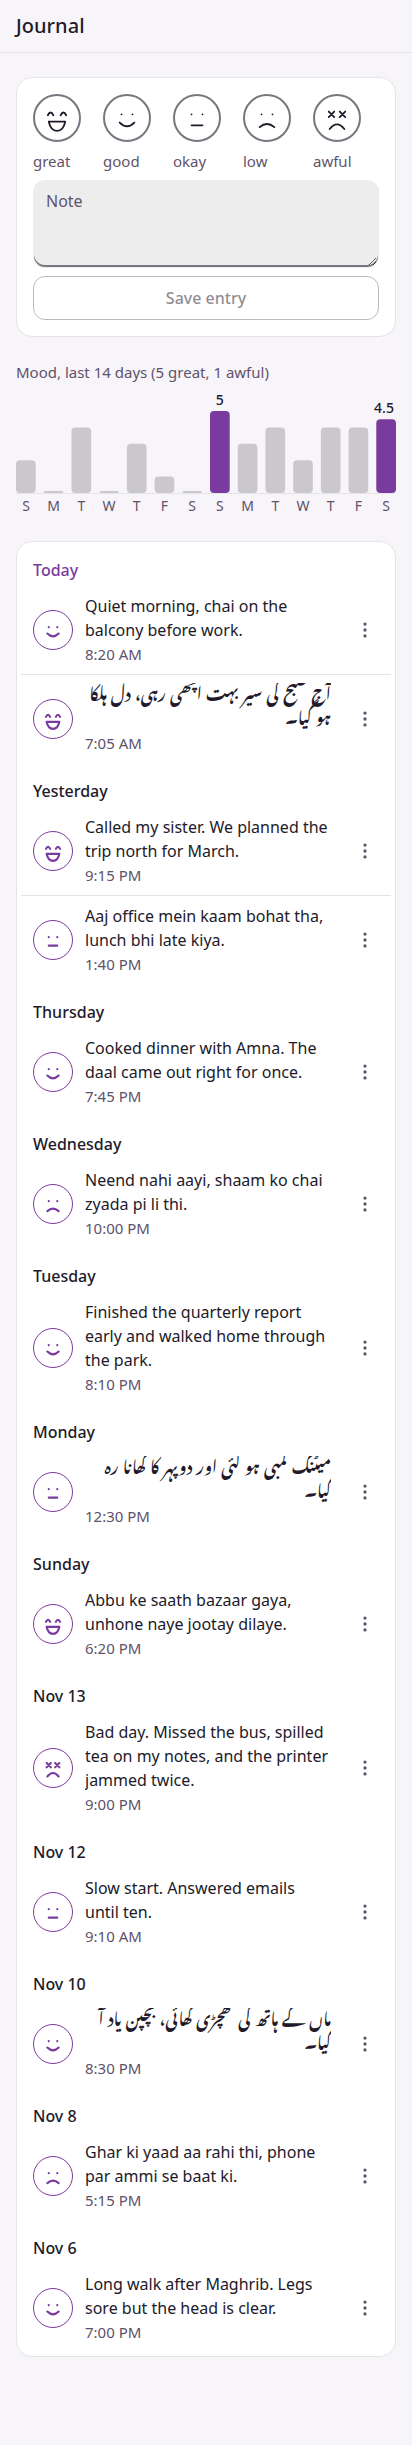 Journal
great good okay low awful
Note
Save entry
Mood, last 14 days (5 great, 1 awful)
5
4.5
S M T W T F S S M T W T F S
Today
Quiet morning, chai on the
balcony before work.
8:20 AM
آج صبح کی سیر بہت اچھی رہی، دل ہلکا
ہو گیا۔
7:05 AM
Yesterday
Called my sister. We planned the
trip north for March.
9:15 PM
Aaj office mein kaam bohat tha,
lunch bhi late kiya.
1:40 PM
Thursday
Cooked dinner with Amna. The
daal came out right for once.
7:45 PM
Wednesday
Neend nahi aayi, shaam ko chai
zyada pi li thi.
10:00 PM
Tuesday
Finished the quarterly report
early and walked home through
the park.
8:10 PM
Monday
میٹنگ لمبی ہو گئی اور دوپہر کا کھانا رہ
گیا۔
12:30 PM
Sunday
Abbu ke saath bazaar gaya,
unhone naye jootay dilaye.
6:20 PM
Nov 13
Bad day. Missed the bus, spilled
tea on my notes, and the printer
jammed twice.
9:00 PM
Nov 12
Slow start. Answered emails
until ten.
9:10 AM
Nov 10
ماں کے ہاتھ کی کھچڑی کھائی، بچپن یاد آ
گیا۔
8:30 PM
Nov 8
Ghar ki yaad aa rahi thi, phone
par ammi se baat ki.
5:15 PM
Nov 6
Long walk after Maghrib. Legs
sore but the head is clear.
7:00 PM